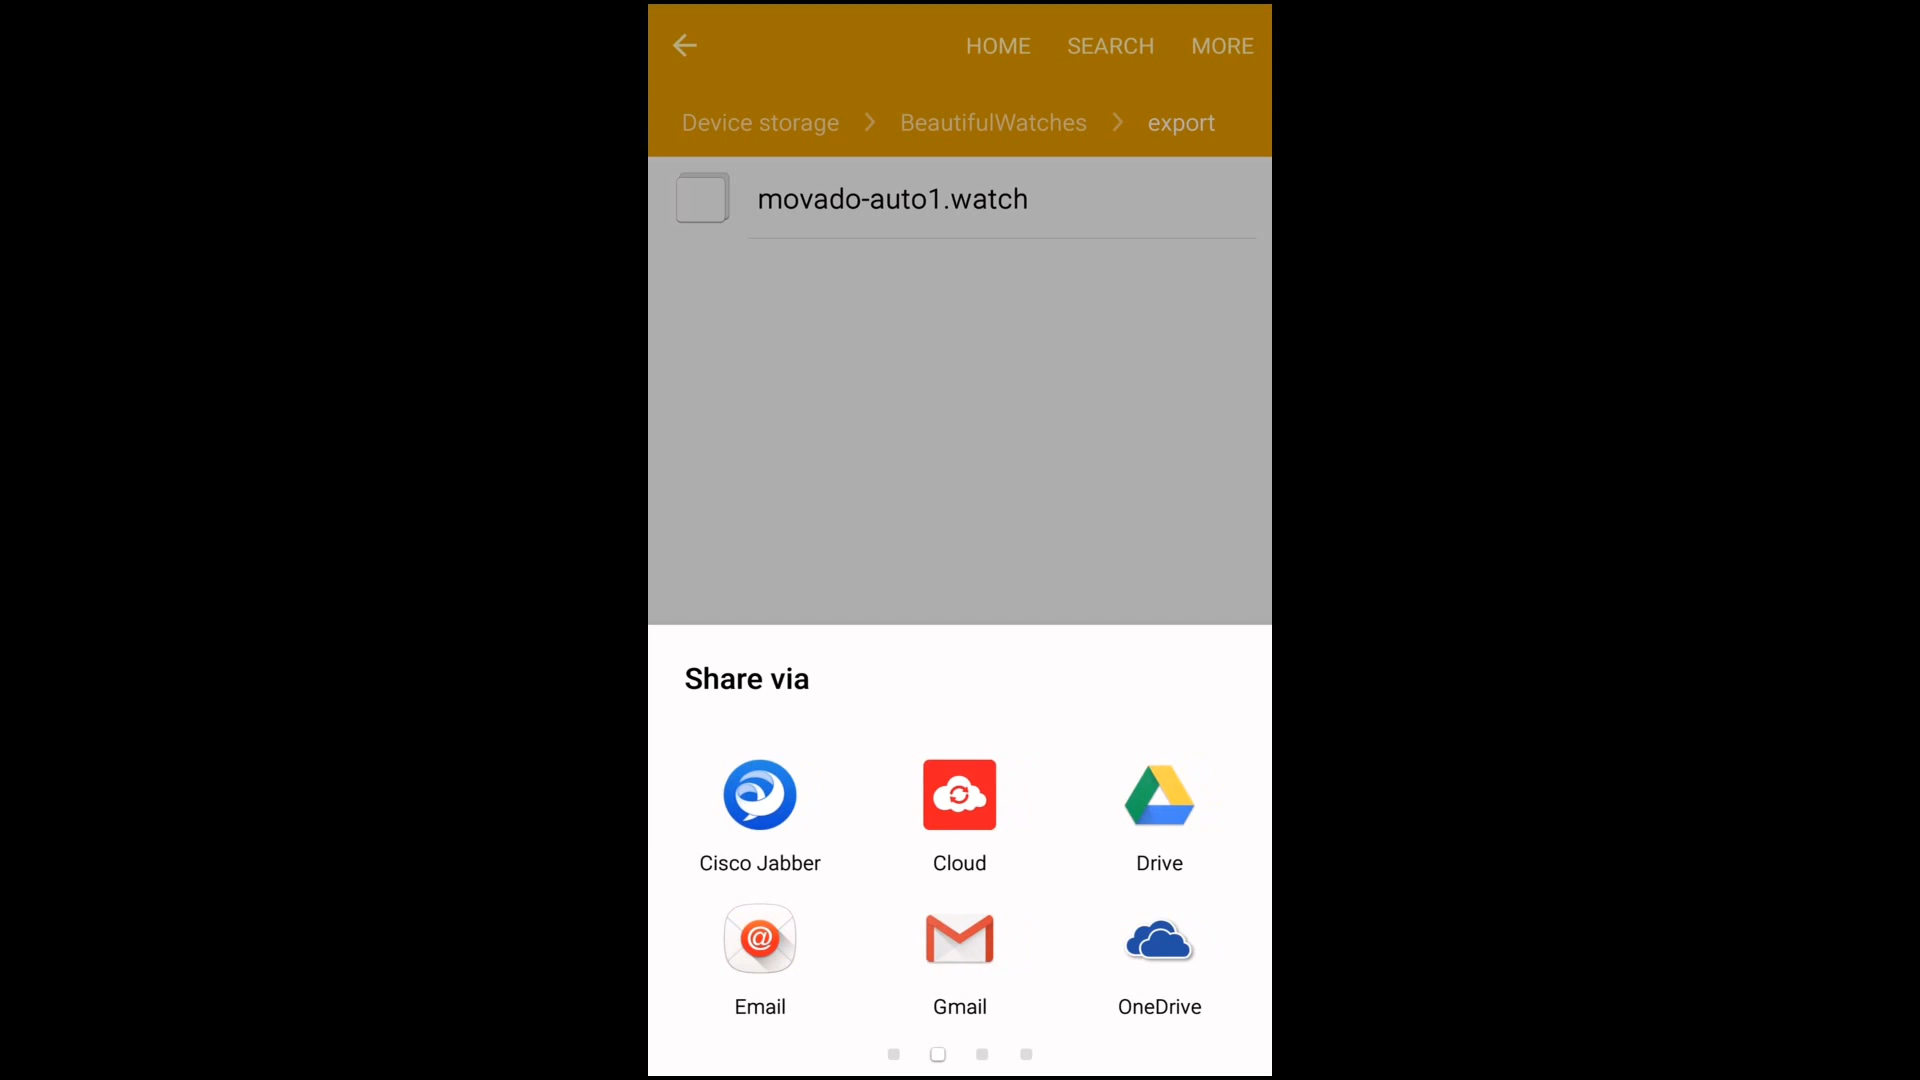 HOME SEARCH MORE
Device storage > BeautifulWatches > export
movado-auto1.watch
Share via
Cisco Jabber Cloud Drive
@
Email Gmail OneDrive